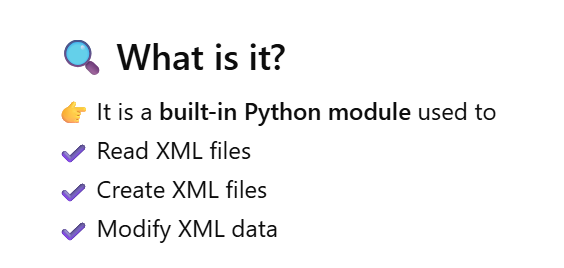 🔍 What is it?
👉 It is a built-in Python module used to
✔ Read XML files
✔ Create XML files
✔ Modify XML data